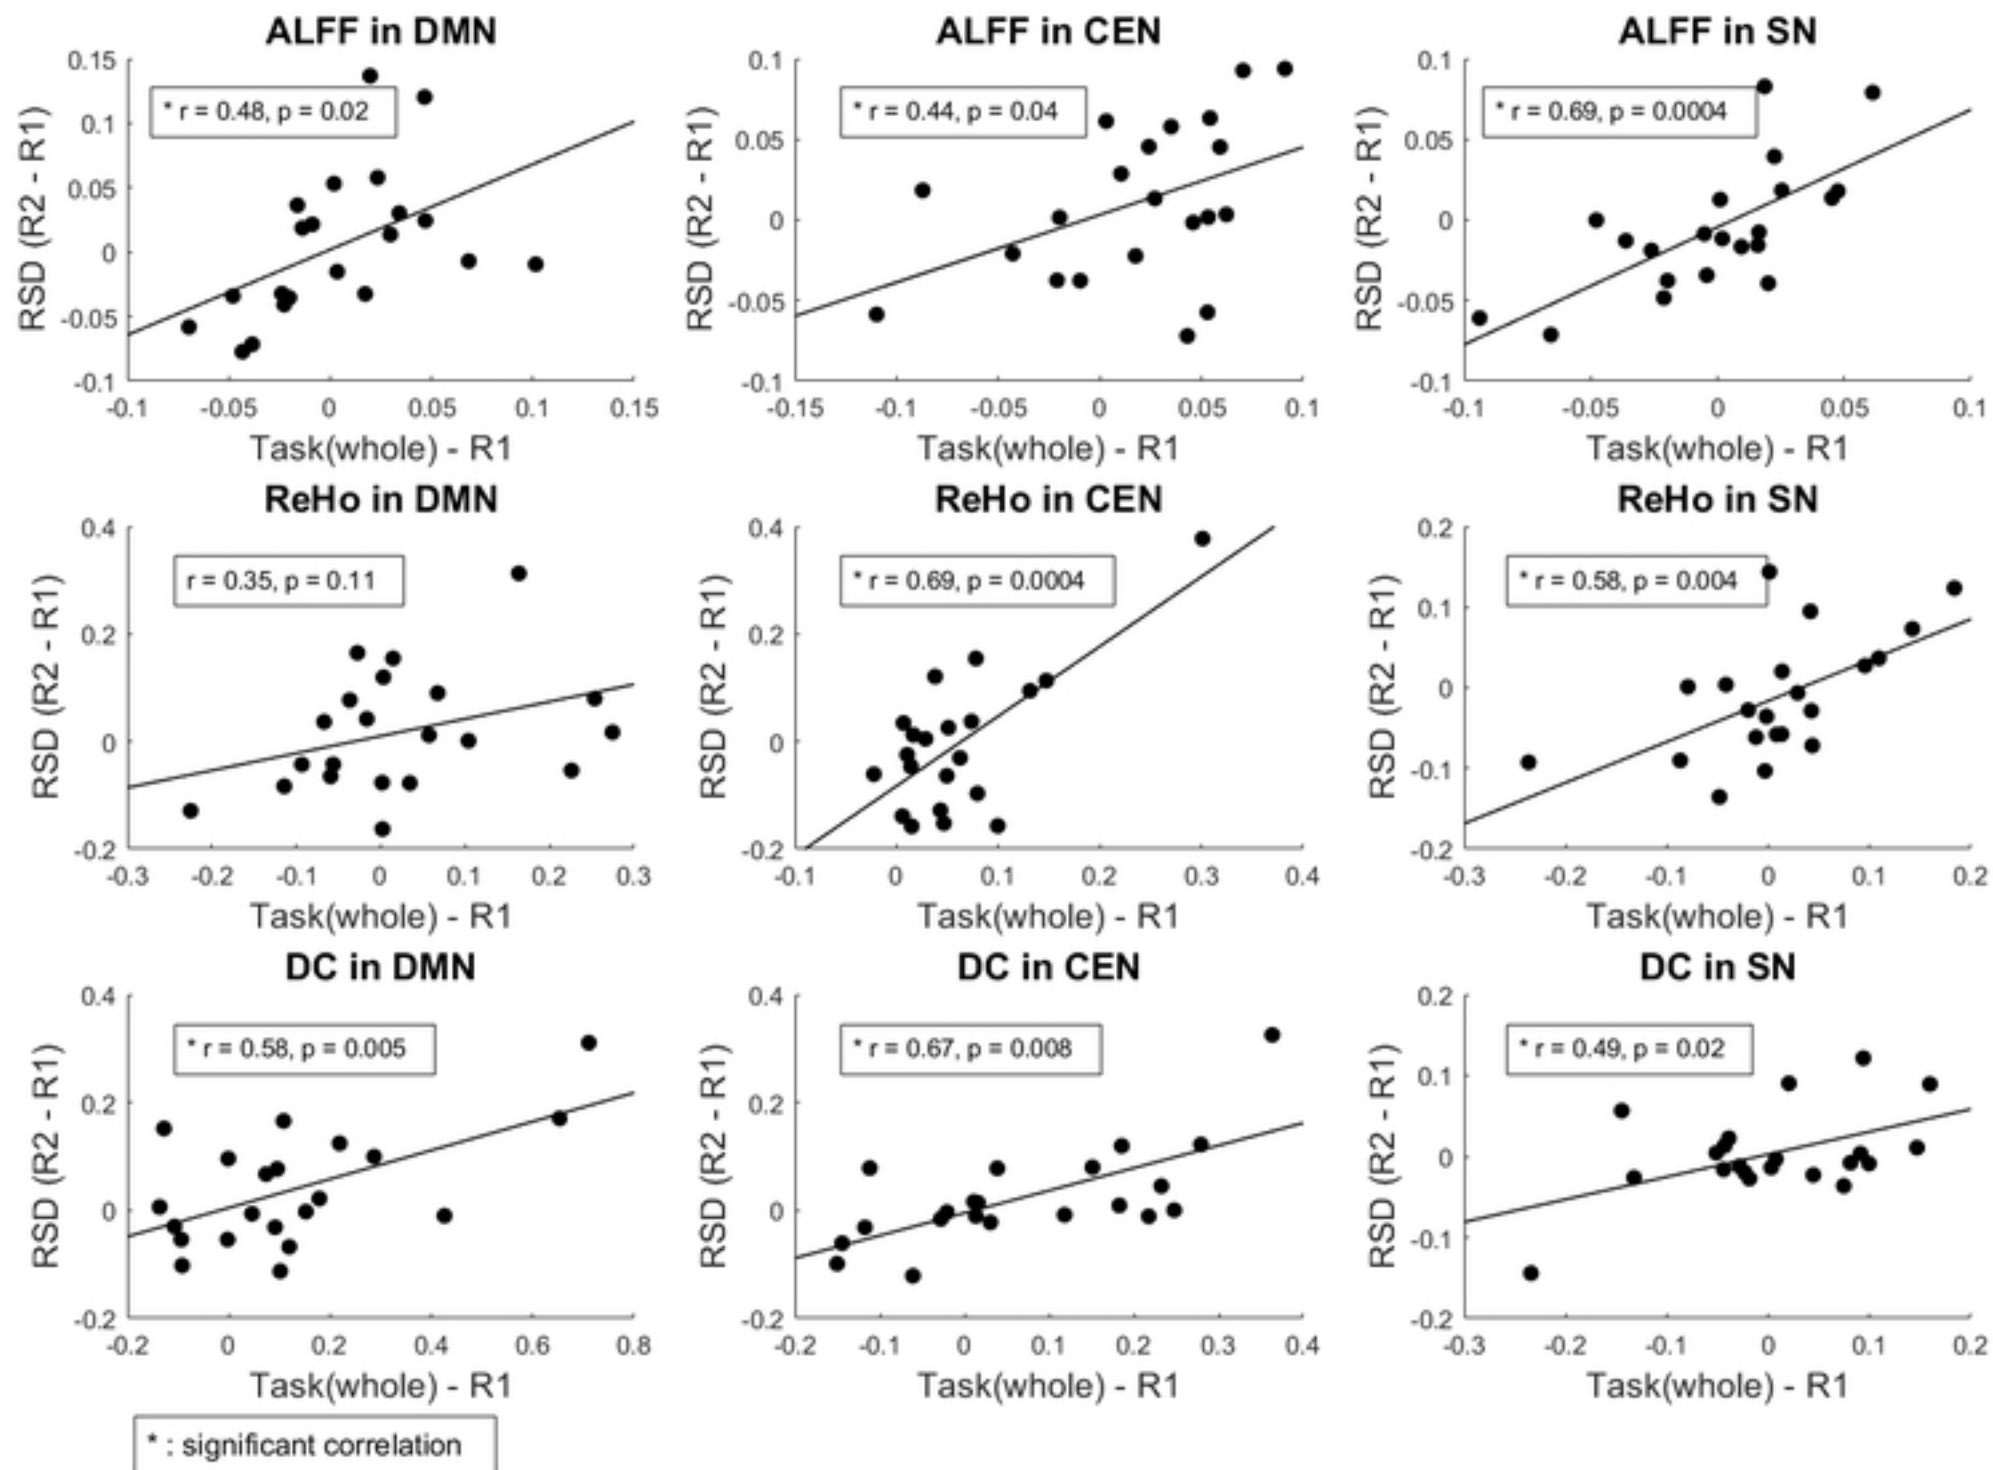 ALFF in DMN
0.15
0.1
0.05
0
-0.05
-0.1
RSD (R2 - R1)
* r = 0.48, p = 0.02
-0.1 -0.05 0 0.05 0.1 0.15
Task(whole) - R1
ALFF in CEN
0.1
0.05
0
-0.05
-0.1
RSD (R2 - R1)
* r = 0.44, p = 0.04
-0.15 -0.1 -0.05 0 0.05 0.1
Task(whole) - R1
ALFF in SN
0.1
0.05
0
-0.05
-0.1
RSD (R2 - R1)
* r = 0.69, p = 0.0004
-0.1 -0.05 0 0.05 0.1
Task(whole) - R1
ReHo in DMN
0.4
0.2
0
-0.2
RSD (R2 - R1)
r = 0.35, p = 0.11
-0.3 -0.2 -0.1 0 0.1 0.2 0.3
Task(whole) - R1
ReHo in CEN
0.4
0.2
0
-0.2
RSD (R2 - R1)
* r = 0.69, p = 0.0004
-0.1 0 0.1 0.2 0.3 0.4
Task(whole) - R1
ReHo in SN
0.2
0.1
0
-0.1
-0.2
RSD (R2 - R1)
* r = 0.58, p = 0.004
-0.3 -0.2 -0.1 0 0.1 0.2
Task(whole) - R1
DC in DMN
0.4
0.2
0
-0.2
RSD (R2 - R1)
* r = 0.58, p = 0.005
-0.2 0 0.2 0.4 0.6 0.8
Task(whole) - R1
DC in CEN
0.4
0.2
0
-0.2
RSD (R2 - R1)
* r = 0.67, p = 0.008
-0.2 -0.1 0 0.1 0.2 0.3 0.4
Task(whole) - R1
DC in SN
0.2
0.1
0
-0.1
-0.2
RSD (R2 - R1)
* r = 0.49, p = 0.02
-0.3 -0.2 -0.1 0 0.1 0.2
Task(whole) - R1
* : significant correlation